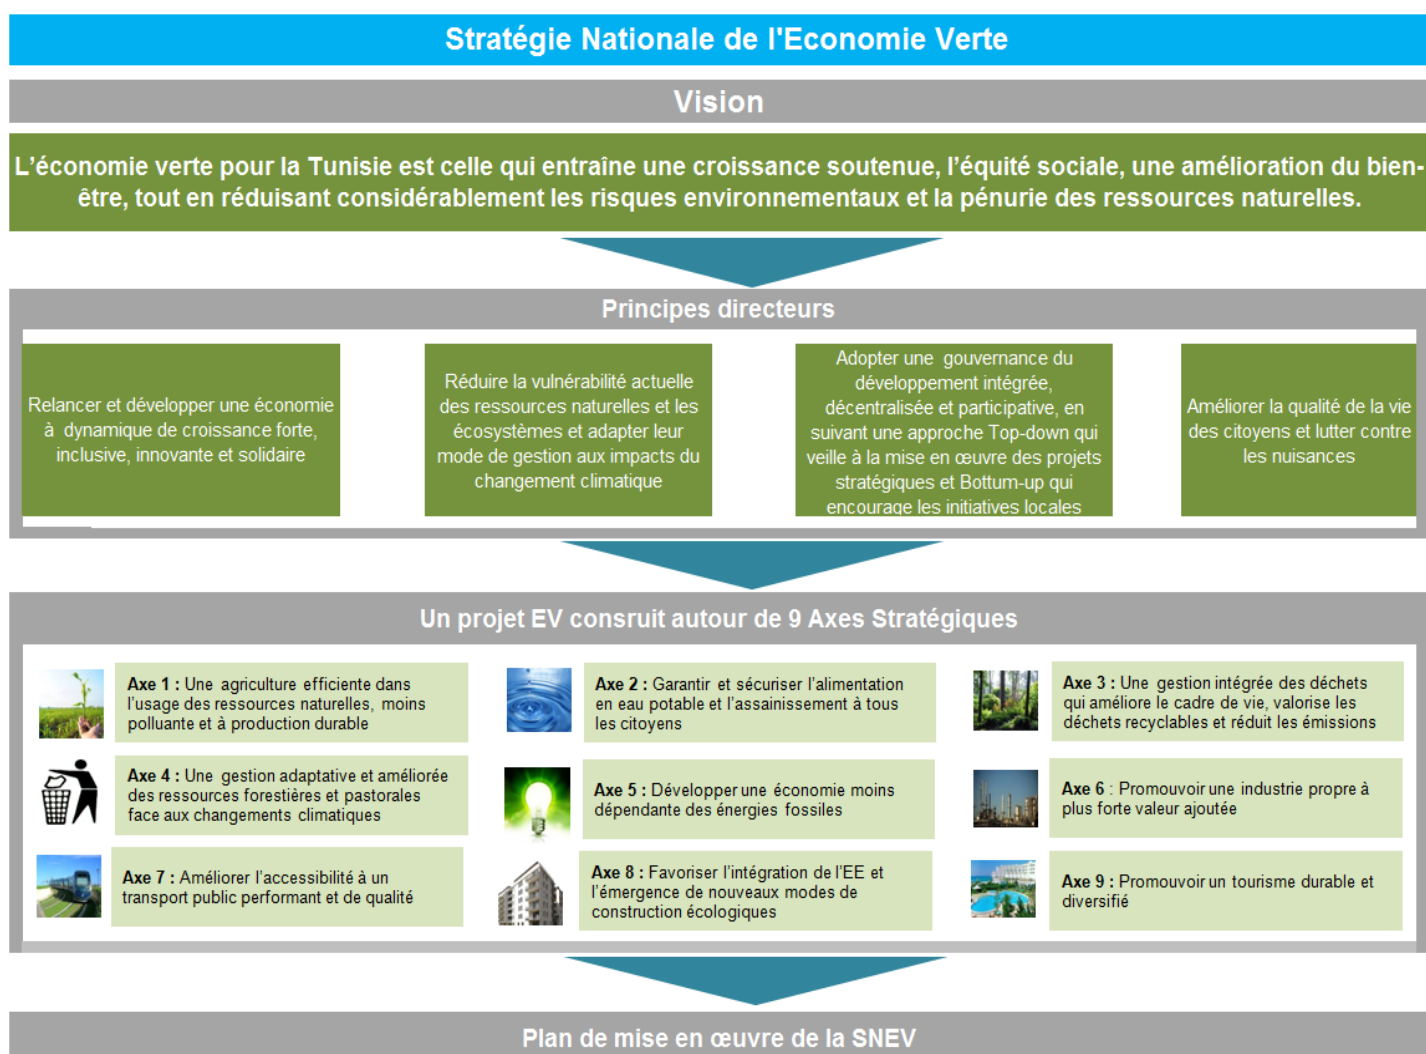 Stratégie Nationale de l'Economie Verte
Vision
L'économie verte pour la Tunisie est celle qui entraîne une croissance soutenue, l'équité sociale, une amélioration du bien-
être, tout en réduisant considérablement les risques environnementaux et la pénurie des ressources naturelles.
Principes directeurs
Relancer et développer une économie
à dynamique de croissance forte,
inclusive, innovante et solidaire
Réduire la vulnérabilité actuelle
des ressources naturelles et les
écosystèmes et adapter leur
mode de gestion aux impacts du
changement climatique
Adopter une gouvernance du
développement intégrée,
décentralisée et participative, en
suivant une approche Top-down qui
veille à la mise en œuvre des projets
stratégiques et Bottum-up qui
encourage les initiatives locales
Améliorer la qualité de la vie
des citoyens et lutter contre
les nuisances
Un projet EV consruit autour de 9 Axes Stratégiques
Axe 1 : Une agriculture efficiente dans
l'usage des ressources naturelles, moins
polluante et à production durable
Axe 2 : Garantir et sécuriser l'alimentation
en eau potable et l'assainissement à tous
les citoyens
Axe 3 : Une gestion intégrée des déchets
qui améliore le cadre de vie, valorise les
déchets recyclables et réduit les émissions
Axe 4 : Une gestion adaptative et améliorée
des ressources forestières et pastorales
face aux changements climatiques
Axe 5 : Développer une économie moins
dépendante des énergies fossiles
Axe 6 : Promouvoir une industrie propre à
plus forte valeur ajoutée
Axe 7 : Améliorer l'accessibilité à un
transport public performant et de qualité
Axe 8 : Favoriser l'intégration de l'EE et
l'émergence de nouveaux modes de
construction écologiques
Axe 9 : Promouvoir un tourisme durable et
diversifié
Plan de mise en œuvre de la SNEV